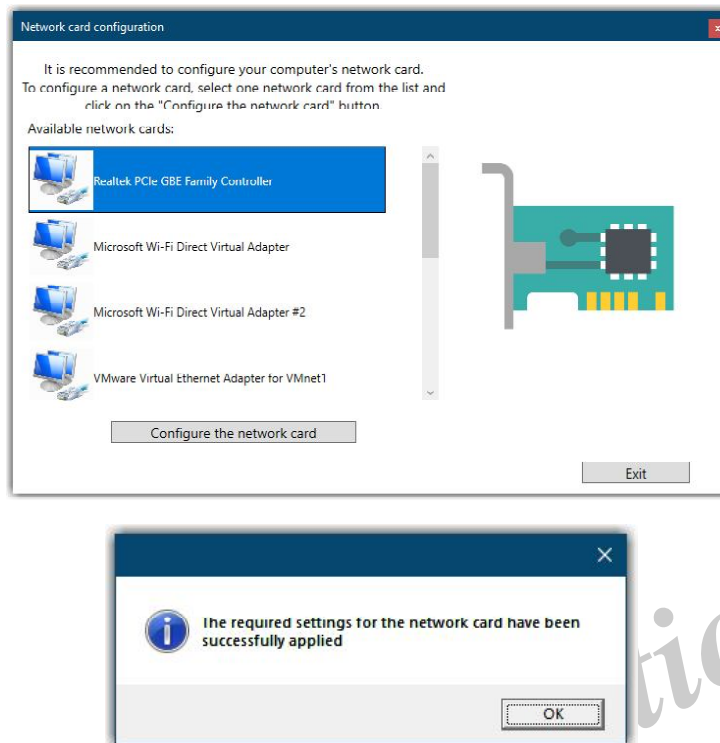 Network card configuration
It is recommended to configure your computer's network card.
To configure a network card, select one network card from the list and
click on the "Configure the network card" button.
Available network cards:
Realtek PCIe GBE Family Controller
Microsoft Wi-Fi Direct Virtual Adapter
Microsoft Wi-Fi Direct Virtual Adapter #2
VMware Virtual Ethernet Adapter for VMnet1
Configure the network card
Exit
The required settings for the network card have been
successfully applied
OK